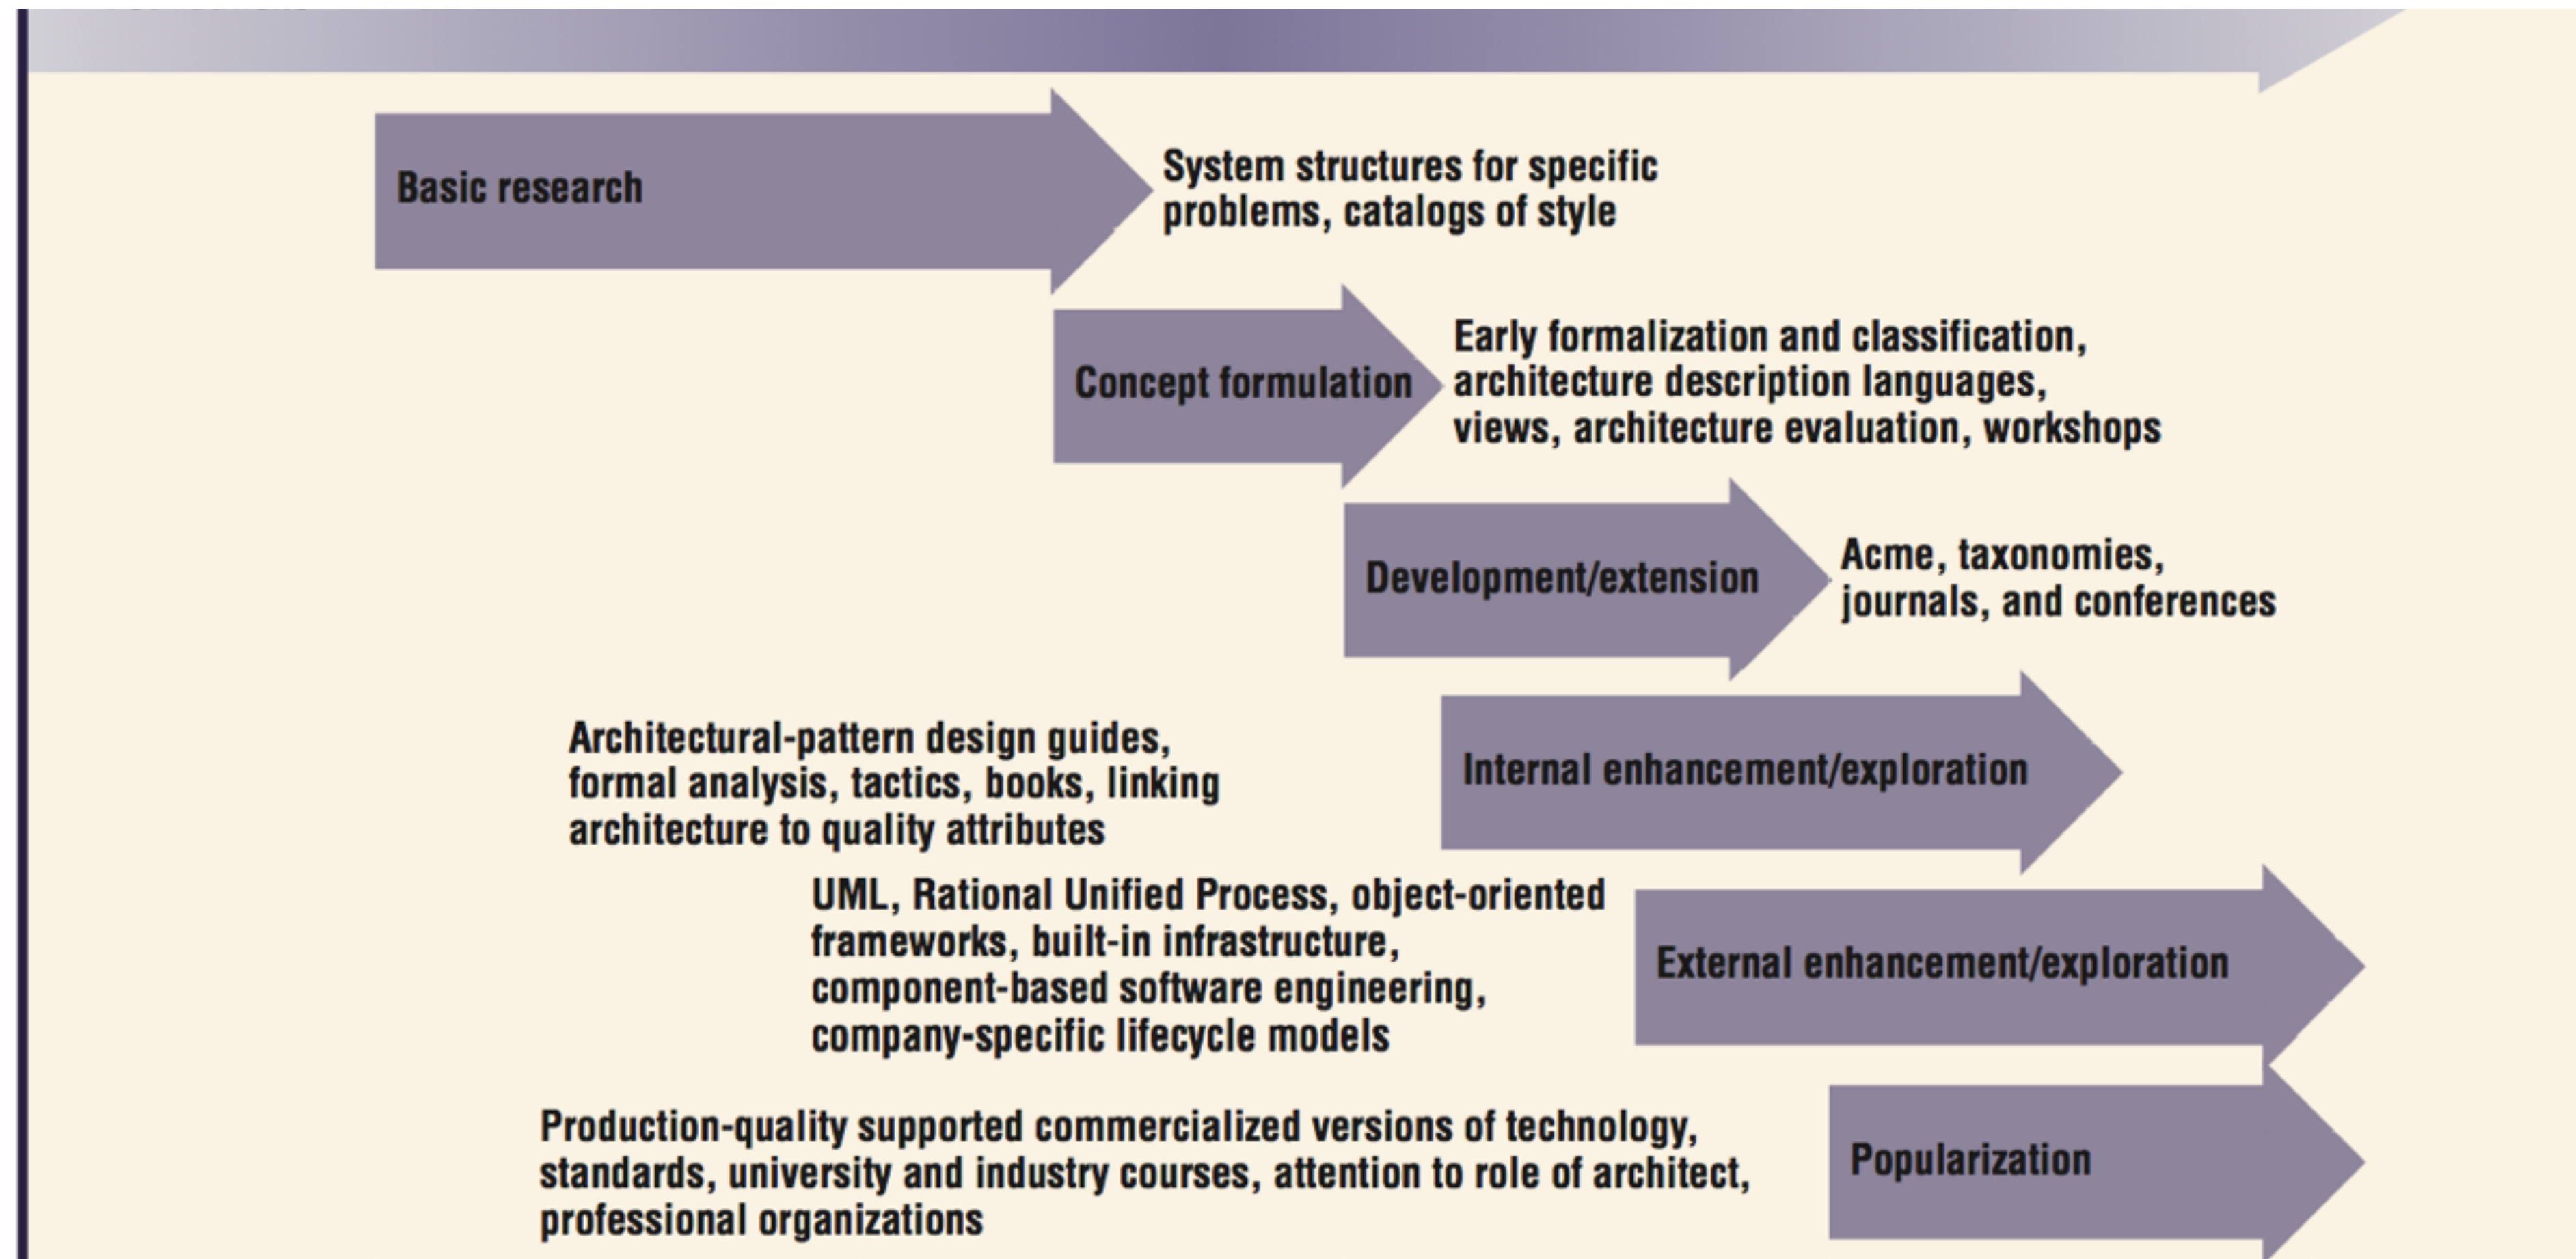 Basic research
System structures for specific
problems, catalogs of style
Concept formulation
Early formalization and classification,
architecture description languages,
views, architecture evaluation, workshops
Development/extension
Acme, taxonomies,
journals, and conferences
Architectural-pattern design guides,
formal analysis, tactics, books, linking
architecture to quality attributes
Internal enhancement/exploration
UML, Rational Unified Process, object-oriented
frameworks, built-in infrastructure,
component-based software engineering,
company-specific lifecycle models
External enhancement/exploration
Production-quality supported commercialized versions of technology,
standards, university and industry courses, attention to role of architect,
professional organizations
Popularization